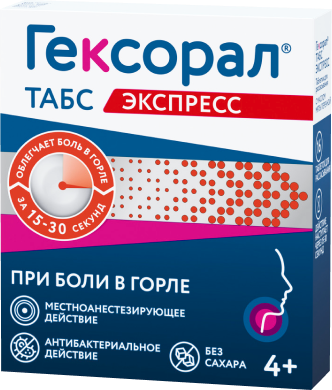 Гексорал®
ТАБС
ЭКСПРЕСС
ОБЛЕГЧАЕТ БОЛЬ В ГОРЛЕ
ЗА 15-30 СЕКУНД
ПРИ БОЛИ В ГОРЛЕ
МЕСТНОАНЕСТЕЗИРУЮЩЕЕ
ДЕЙСТВИЕ
АНТИБАКТЕРИАЛЬНОЕ
ДЕЙСТВИЕ
БЕЗ
САХАРА
4+